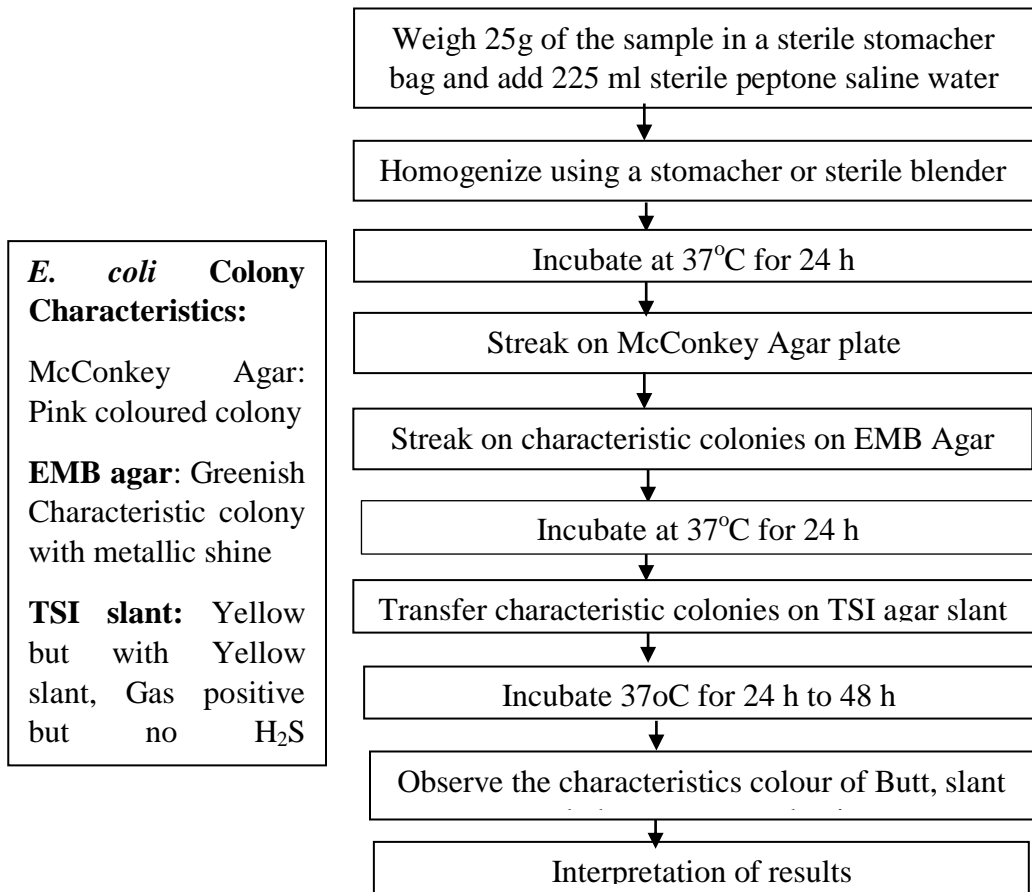 Weigh 25g of the sample in a sterile stomacher
bag and add 225 ml sterile peptone saline water
Homogenize using a stomacher or sterile blender
Incubate at 37°C for 24 h
Streak on McConkey Agar plate
Streak on characteristic colonies on EMB Agar
Incubate at 37°C for 24 h
Transfer characteristic colonies on TSI agar slant
Incubate 37oC for 24 h to 48 h
Observe the characteristics colour of Butt, slant
Interpretation of results
E. coli Colony
Characteristics:
McConkey Agar:
Pink coloured colony
EMB agar: Greenish
Characteristic colony
with metallic shine
TSI slant: Yellow
but with Yellow
slant, Gas positive
but no H₂S